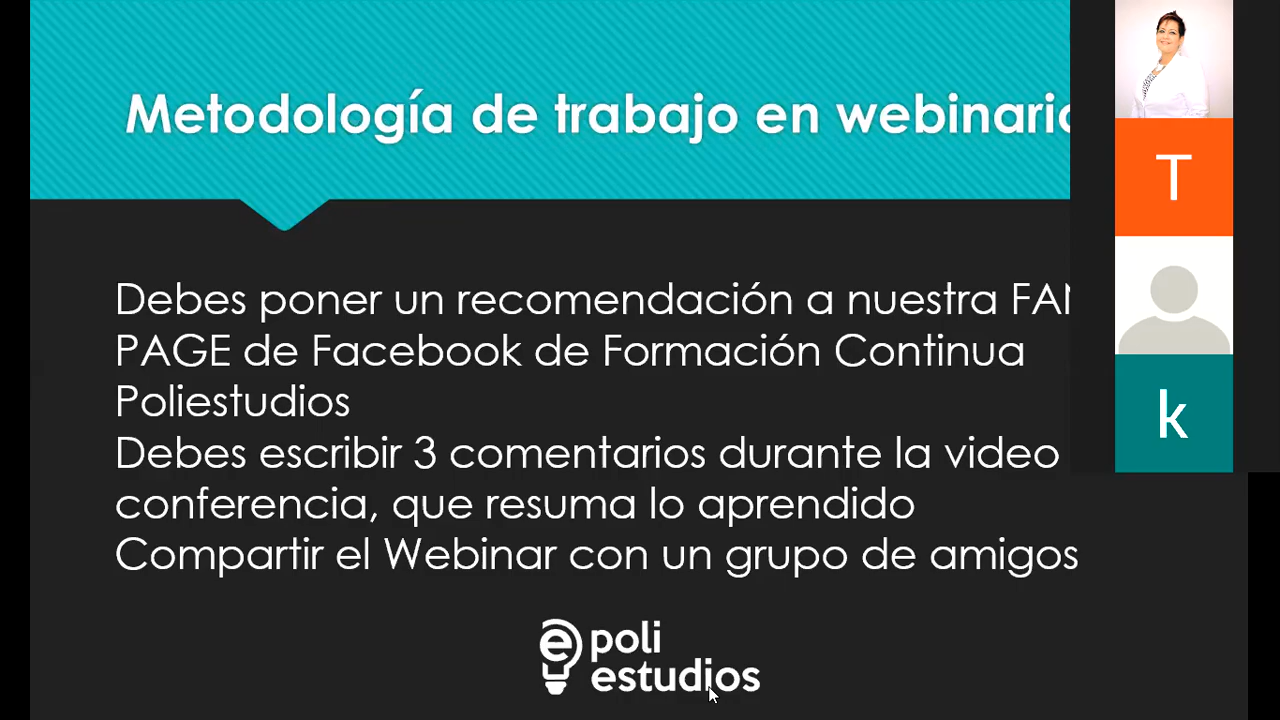 Metodología de trabajo en webinario
Debes poner un recomendación a nuestra FAN
PAGE de Facebook de Formación Continua
Poliestudios
Debes escribir 3 comentarios durante la video
conferencia, que resuma lo aprendido
Compartir el Webinar con un grupo de amigos
poli
estudios
T
k